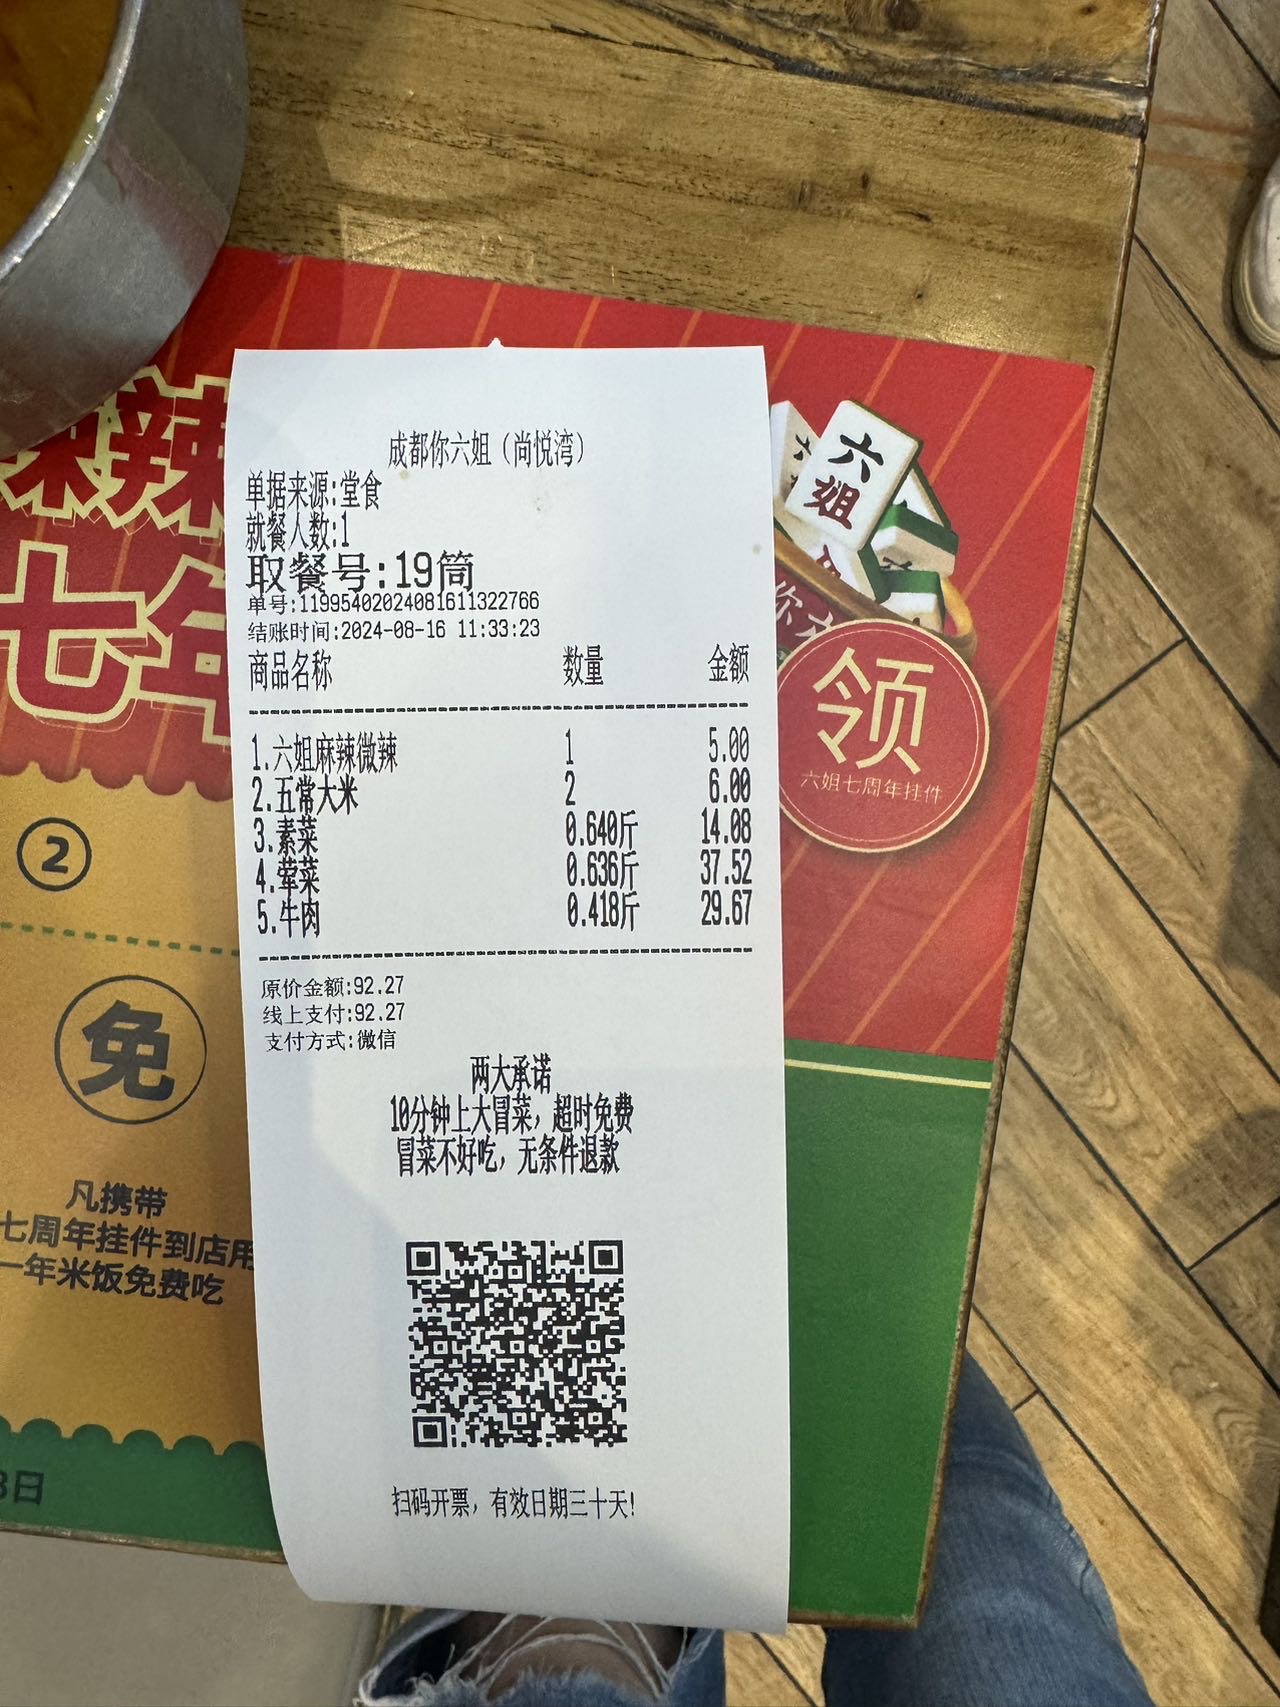 成都你六姐（尚悦湾）
单据来源:堂食
就餐人数:1
取餐号:19筒
单号:11995402024081611322766
结账时间:2024-08-16 11:33:23
商品名称 数量 金额
1.六姐麻辣微辣 1 5.00
2.五常大米 2 6.00
3.素菜 0.640斤 14.08
4.荤菜 0.636斤 37.52
5.牛肉 0.418斤 29.67
原价金额:92.27
线上支付:92.27
支付方式:微信
两大承诺
10分钟上大冒菜，超时免费
冒菜不好吃，无条件退款
扫码开票，有效日期三十天!
辣
七年
②
免
凡携带
七周年挂件到店用
一年米饭免费吃
8日
六姐
领
六姐七周年挂件